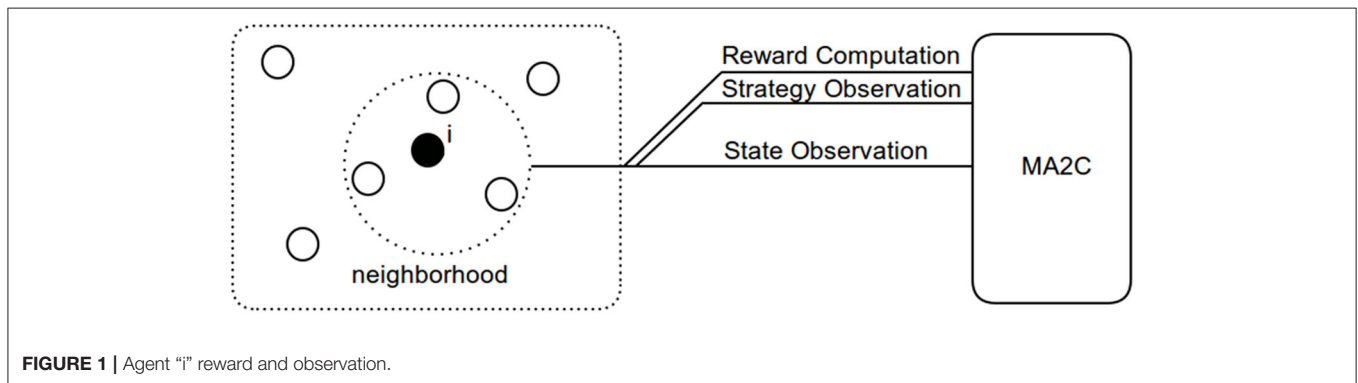 Reward Computation
Strategy Observation
i
State Observation
MA2C
neighborhood
FIGURE 1 | Agent “i” reward and observation.